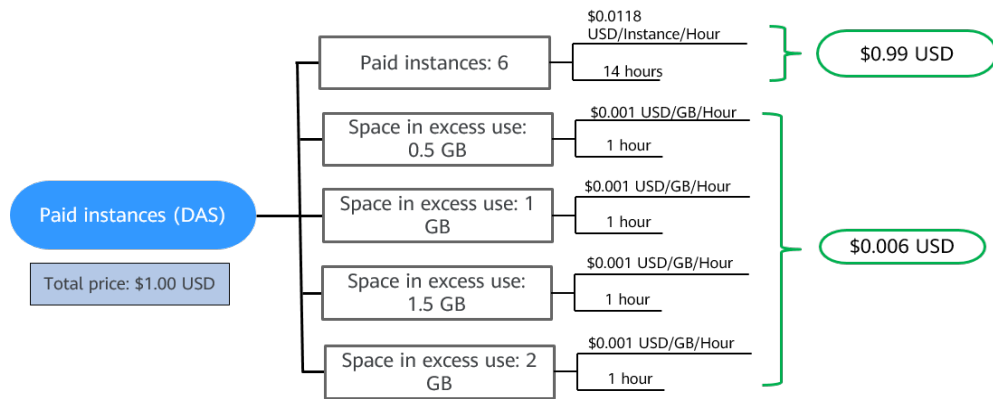 $0.0118
USD/Instance/Hour
Paid instances: 6
14 hours
$0.99 USD
Space in excess use:
0.5 GB
$0.001 USD/GB/Hour
1 hour
Space in excess use: 1
GB
$0.001 USD/GB/Hour
1 hour
Paid instances (DAS)
Total price: $1.00 USD
$0.006 USD
Space in excess use:
1.5 GB
$0.001 USD/GB/Hour
1 hour
Space in excess use: 2
GB
$0.001 USD/GB/Hour
1 hour